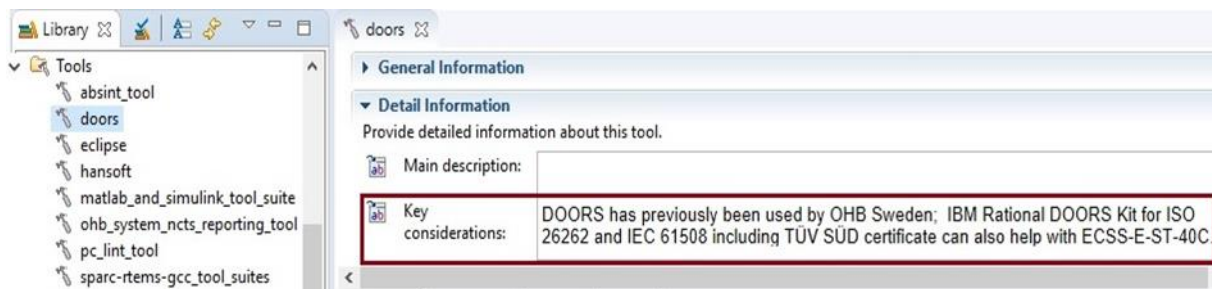 Library
Tools
absint_tool
doors
eclipse
hansoft
matlab_and_simulink_tool_suite
ohb_system_ncts_reporting_tool
pc_lint_tool
sparc-rtems-gcc_tool_suites
doors
General Information
Detail Information
Provide detailed information about this tool.
Main description:
Key
considerations:
DOORS has previously been used by OHB Sweden; IBM Rational DOORS Kit for ISO
26262 and IEC 61508 including TÜV SÜD certificate can also help with ECSS-E-ST-40C.